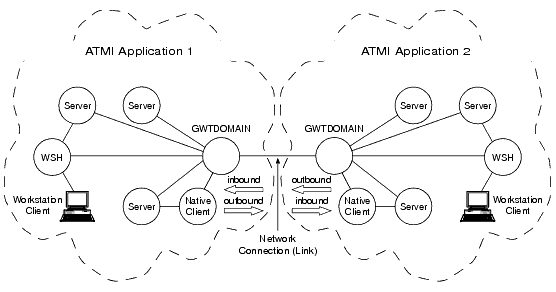 ATMI Application 1
ATMI Application 2
Server
Server
Server
Server
GWTDOMAIN
GWTDOMAIN
WSH
WSH
inbound
outbound
outbound
inbound
Workstation
Client
Server
Native
Client
Native
Client
Server
Workstation
Client
Network
Connection (Link)